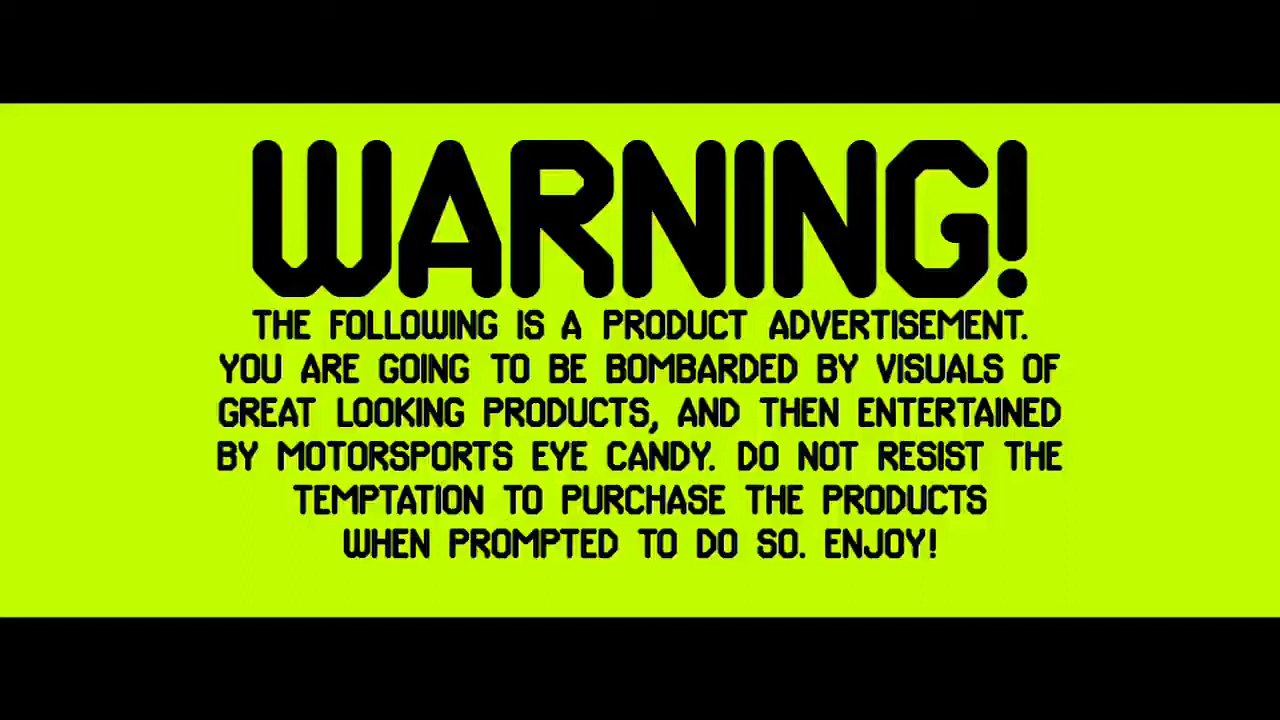 WARNING!
THE FOLLOWING IS A PRODUCT ADVERTISEMENT.
YOU ARE GOING TO BE BOMBARDED BY VISUALS OF
GREAT LOOKING PRODUCTS, AND THEN ENTERTAINED
BY MOTORSPORTS EYE CANDY. DO NOT RESIST THE
TEMPTATION TO PURCHASE THE PRODUCTS
WHEN PROMPTED TO DO SO. ENJOY!